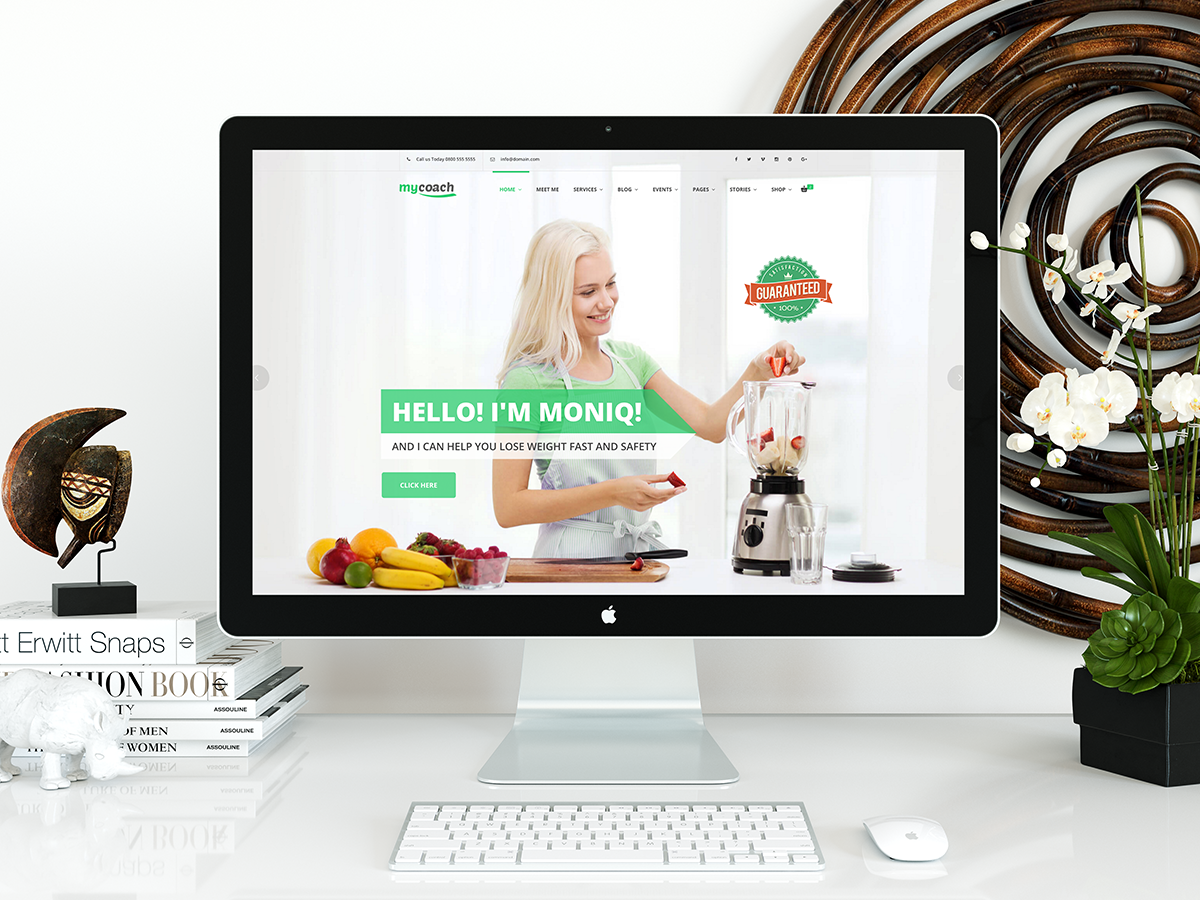 Call us Today 0800 555 5555
info@domain.com
mycoach
HOME
MEET ME
SERVICES
BLOG
EVENTS
PAGES
STORIES
SHOP
SATISFACTION
GUARANTEED
100%
HELLO! I'M MONIQ!
AND I CAN HELP YOU LOSE WEIGHT FAST AND SAFETY
CLICK HERE
Erwitt Snaps
FASHION BOOK
ASSOULINE
OF MEN
ASSOULINE
OF WOMEN
ASSOULINE